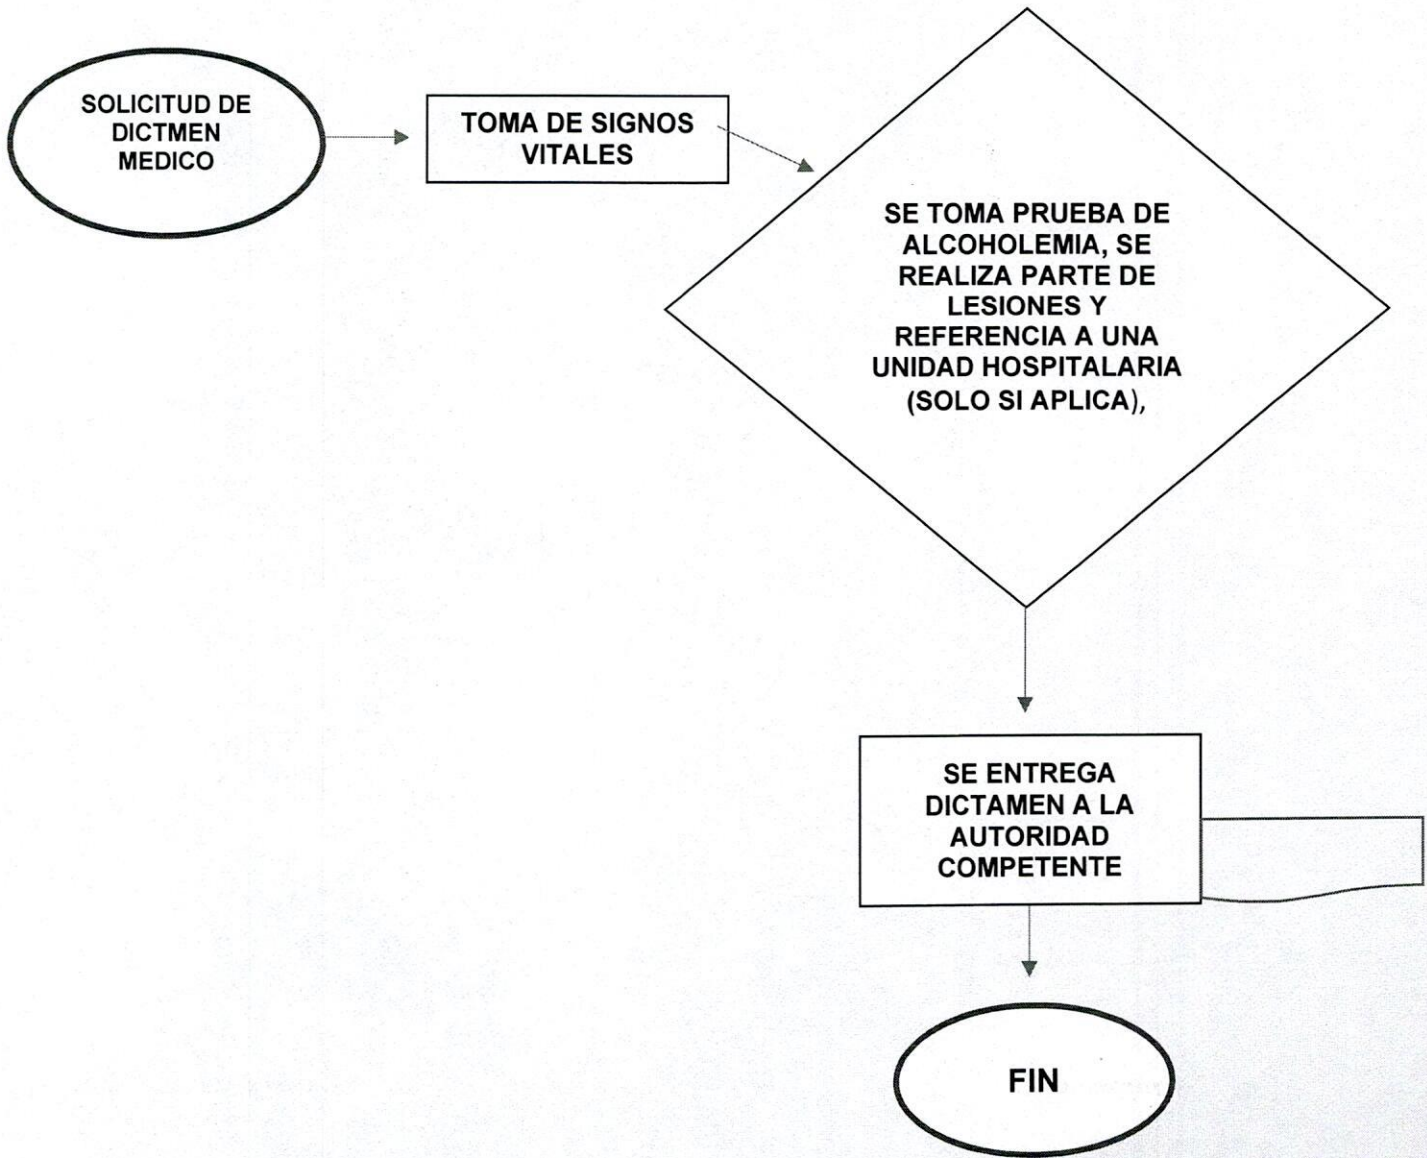 SOLICITUD DE
DICTMEN
MEDICO
TOMA DE SIGNOS
VITALES
SE TOMA PRUEBA DE
ALCOHOLEMIA, SE
REALIZA PARTE DE
LESIONES Y
REFERENCIA A UNA
UNIDAD HOSPITALARIA
(SOLO SI APLICA),
SE ENTREGA
DICTAMEN A LA
AUTORIDAD
COMPETENTE
FIN